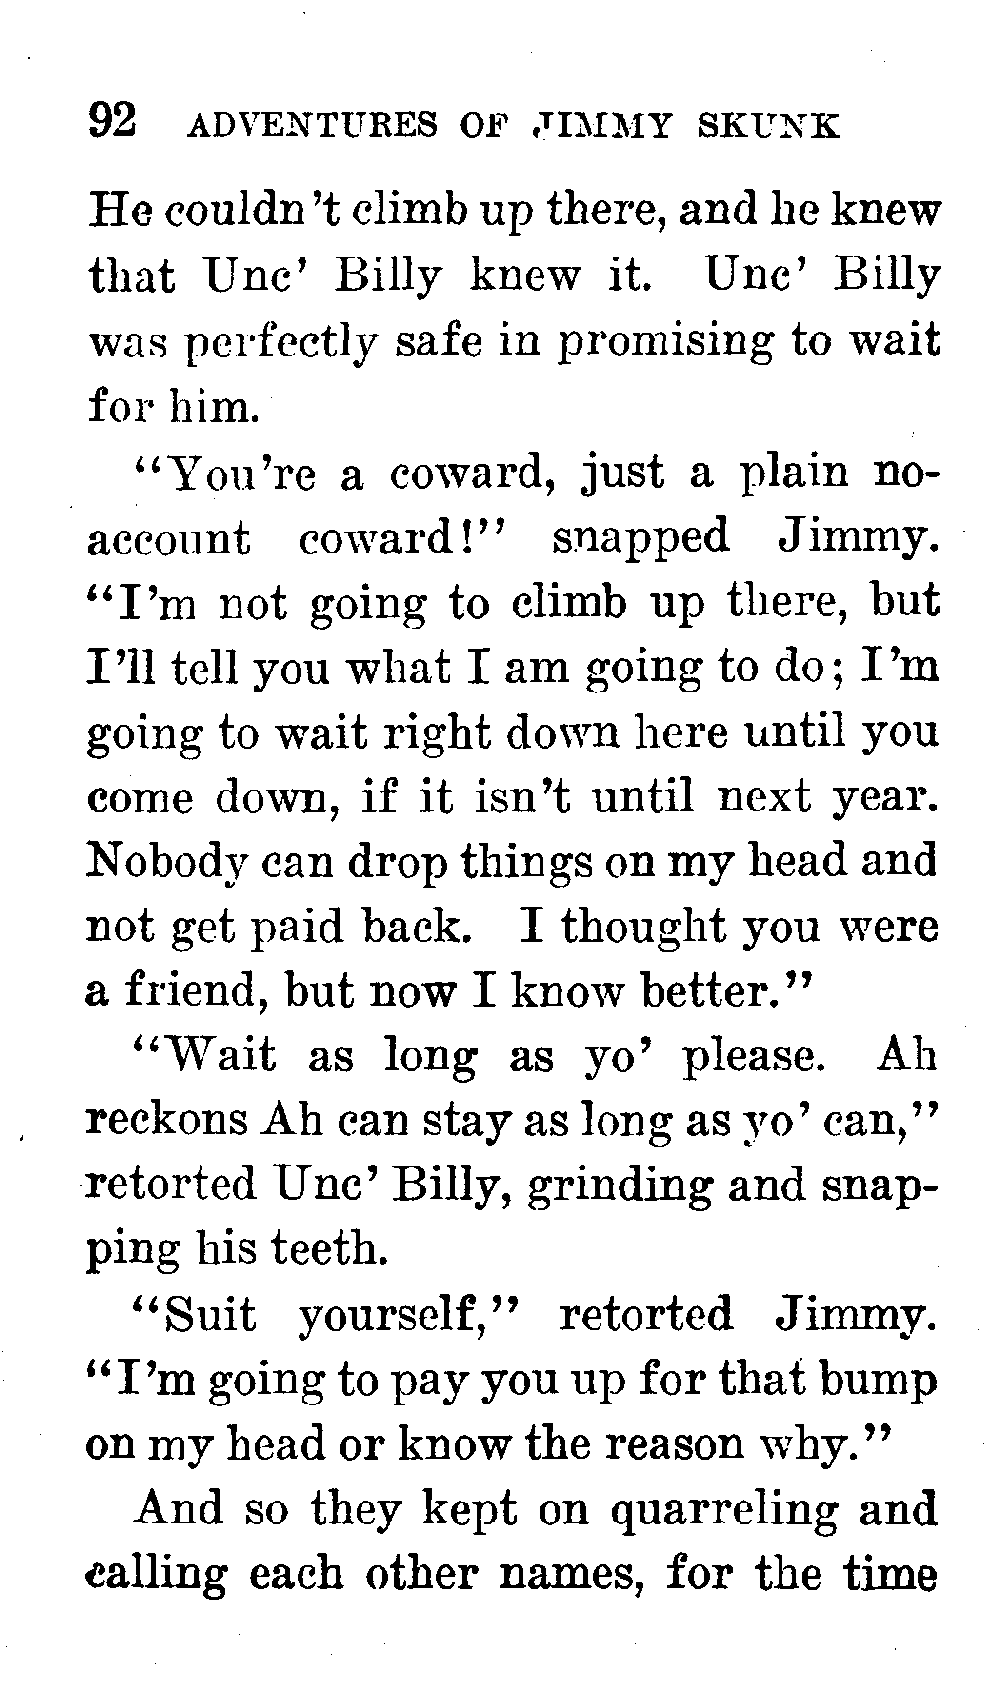 92 ADVENTURES OF JIMMY SKUNK
He couldn't climb up there, and he knew
that Unc' Billy knew it. Unc' Billy
was perfectly safe in promising to wait
for him.
"You're a coward, just a plain no-
account coward!" snapped Jimmy.
"I'm not going to climb up there, but
I'll tell you what I am going to do; I'm
going to wait right down here until you
come down, if it isn't until next year.
Nobody can drop things on my head and
not get paid back. I thought you were
a friend, but now I know better."
"Wait as long as yo' please. Ah
reckons Ah can stay as long as yo' can,"
retorted Unc' Billy, grinding and snap-
ping his teeth.
"Suit yourself," retorted Jimmy.
"I'm going to pay you up for that bump
on my head or know the reason why."
And so they kept on quarreling and
calling each other names, for the time